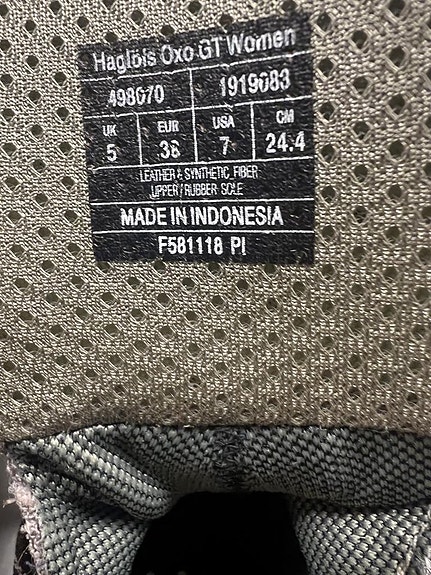 Haglöfs Oxo GT Women
498070 1919083
UK EUR USA CM
5 38 7 24.4
LEATHER & SYNTHETIC FIBER
UPPER / RUBBER SOLE
MADE IN INDONESIA
F581118 PI